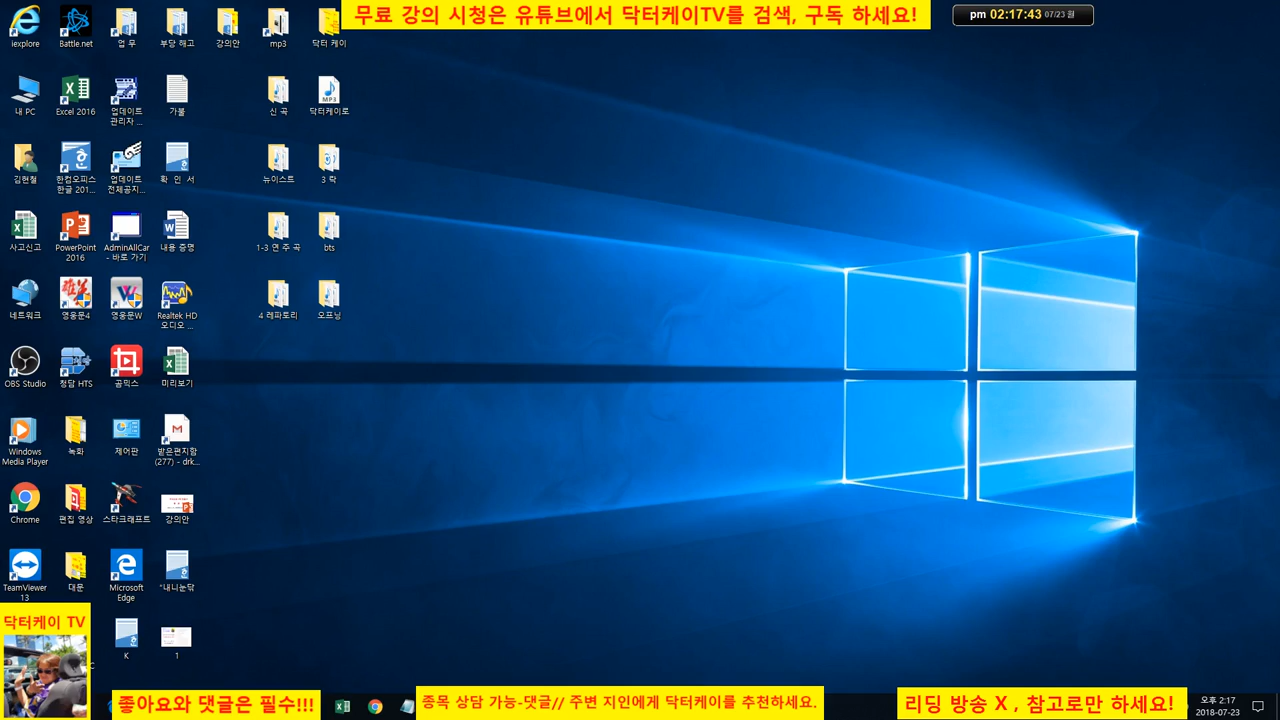 무료 강의 시청은 유튜브에서 닥터케이TV를 검색, 구독 하세요!
pm 02:17:43 07/23 월
iexplore
Battle.net
업 무
부당 해고
강의안
mp3
닥터 케이
내 PC
Excel 2016
업데이트
관리자 ...
가불
신 곡
닥터케이로
MP3
김현철
한컴오피스
한글 201...
업데이트
전체공지...
확 인 서
뉴이스트
3 락
사고신고
PowerPoint
2016
AdminAllCar
- 바로 가기
내용 증명
1-3 연 주 곡
bts
네트워크
영웅문4
영웅문W
Realtek HD
오디오 ...
4 레파토리
오프닝
OBS Studio
청담 HTS
곰믹스
미리보기
Windows
Media Player
녹화
제어판
받은편지함
(277) - drk...
Chrome
편집 영상
스타크래프트
강의안
TeamViewer
13
대문
Microsoft
Edge
"내니눈닦
K
1
닥터케이 TV
좋아요와 댓글은 필수!!!
종목 상담 가능-댓글// 주변 지인에게 닥터케이를 추천하세요.
리딩 방송 X , 참고로만 하세요!
오후 2:17
2018-07-23